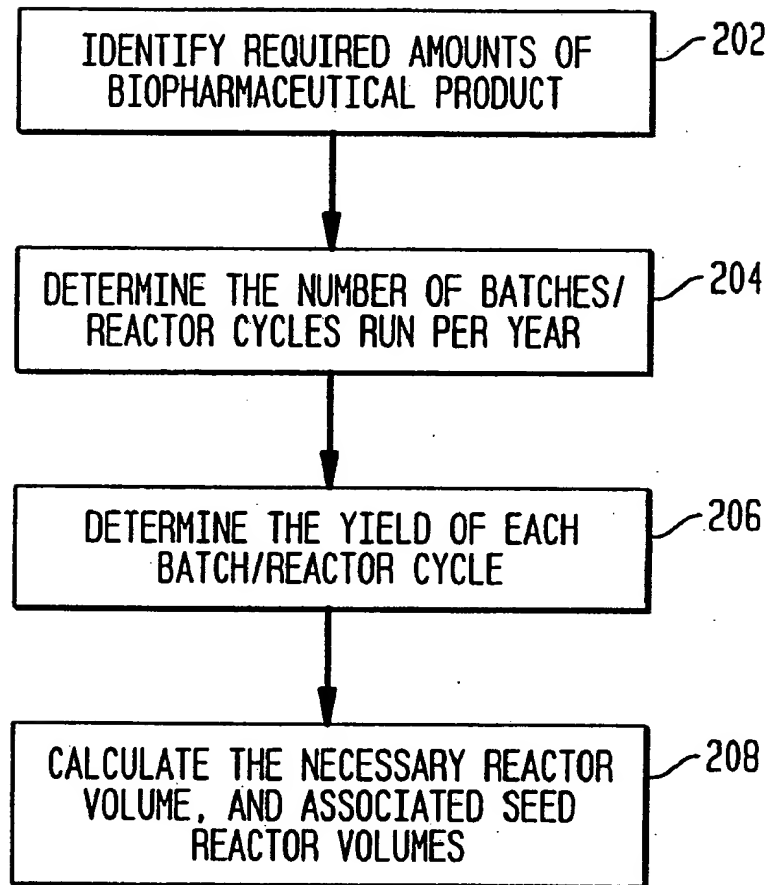 IDENTIFY REQUIRED AMOUNTS OF
BIOPHARMACEUTICAL PRODUCT
202
DETERMINE THE NUMBER OF BATCHES/
REACTOR CYCLES RUN PER YEAR
204
DETERMINE THE YIELD OF EACH
BATCH/REACTOR CYCLE
206
CALCULATE THE NECESSARY REACTOR
VOLUME, AND ASSOCIATED SEED
REACTOR VOLUMES
208